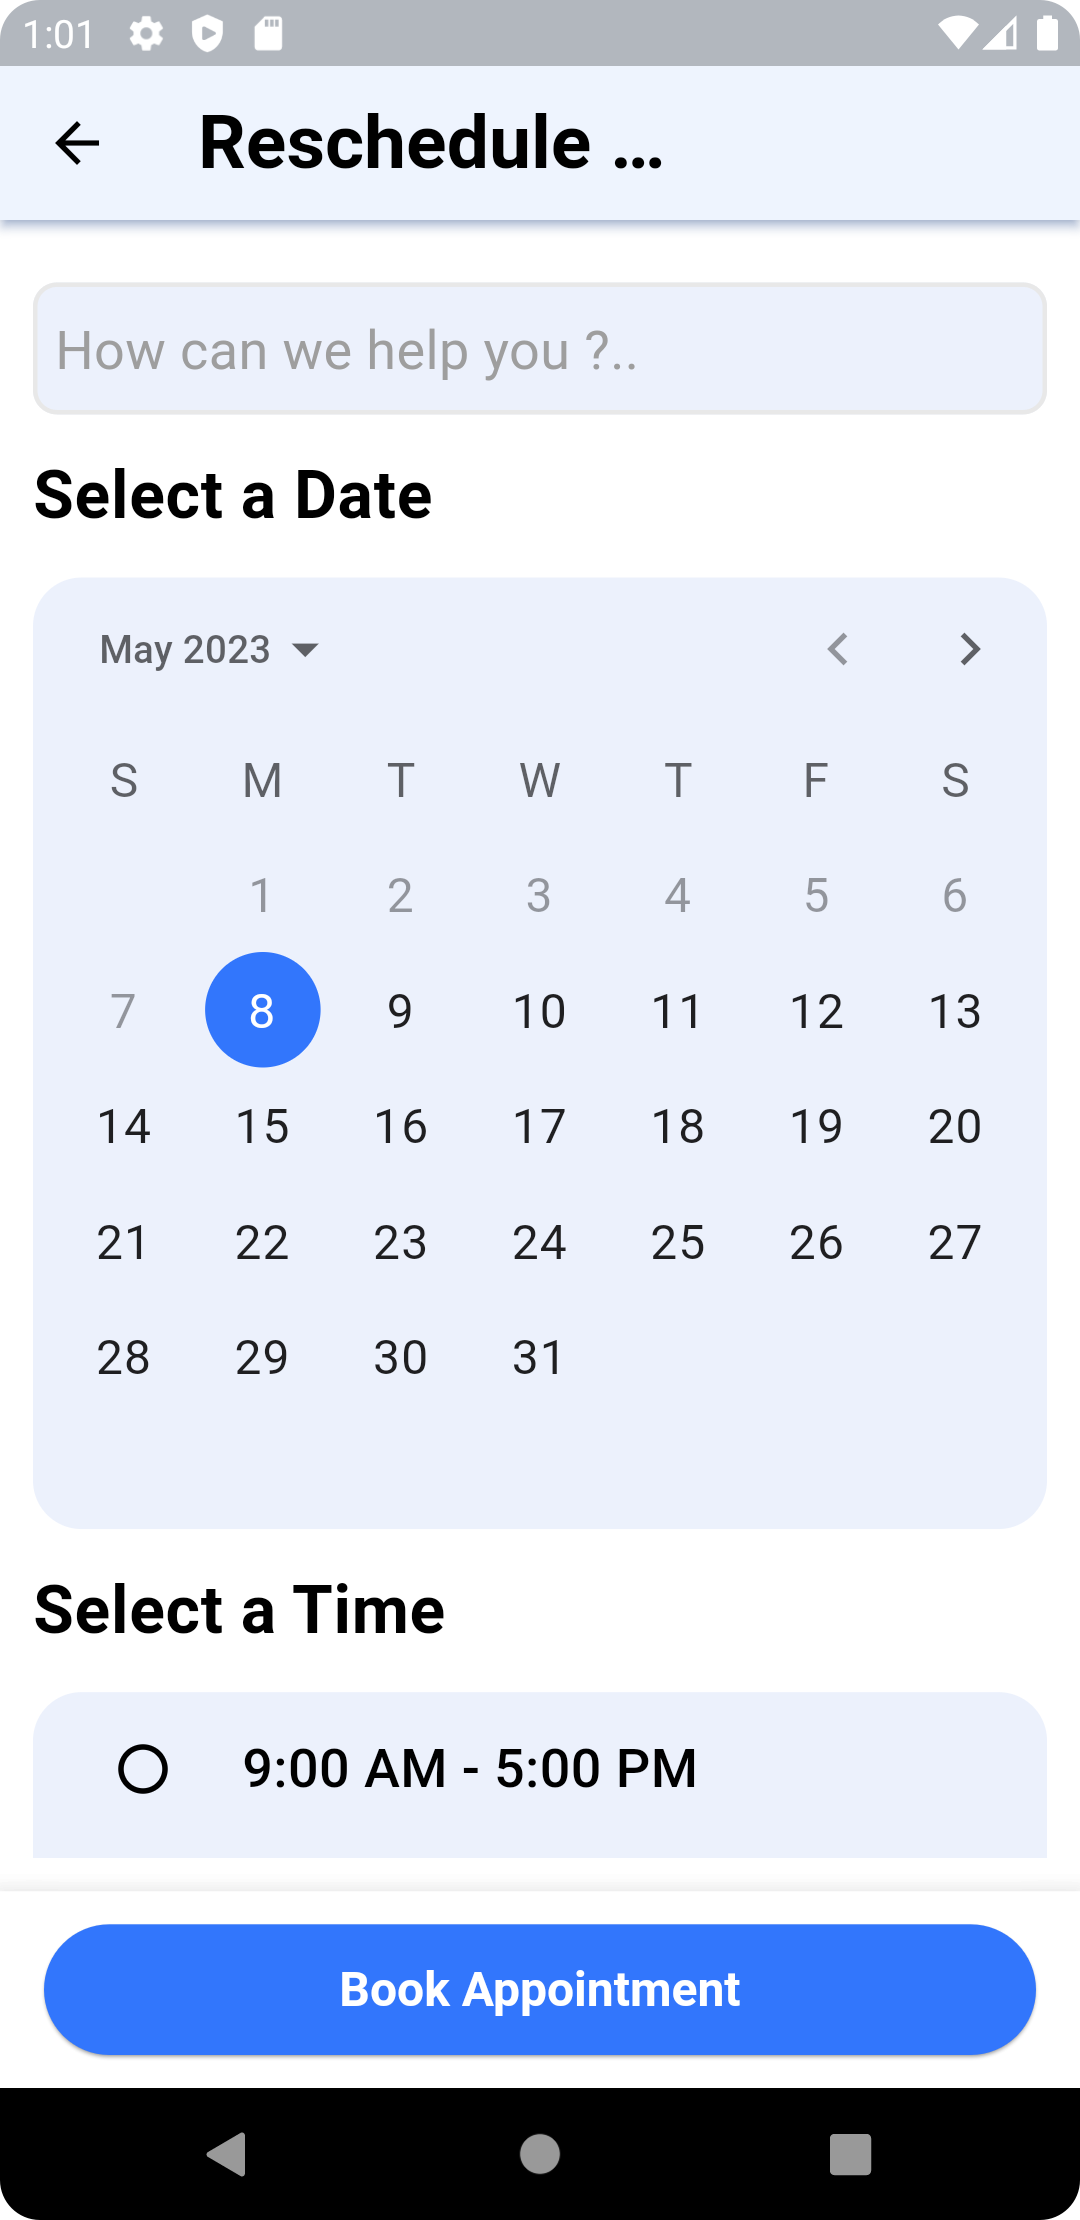 1:01
Reschedule ...
How can we help you ?..
Select a Date
May 2023
S M T W T F S
1 2 3 4 5 6
7 8 9 10 11 12 13
14 15 16 17 18 19 20
21 22 23 24 25 26 27
28 29 30 31
Select a Time
9:00 AM - 5:00 PM
Book Appointment